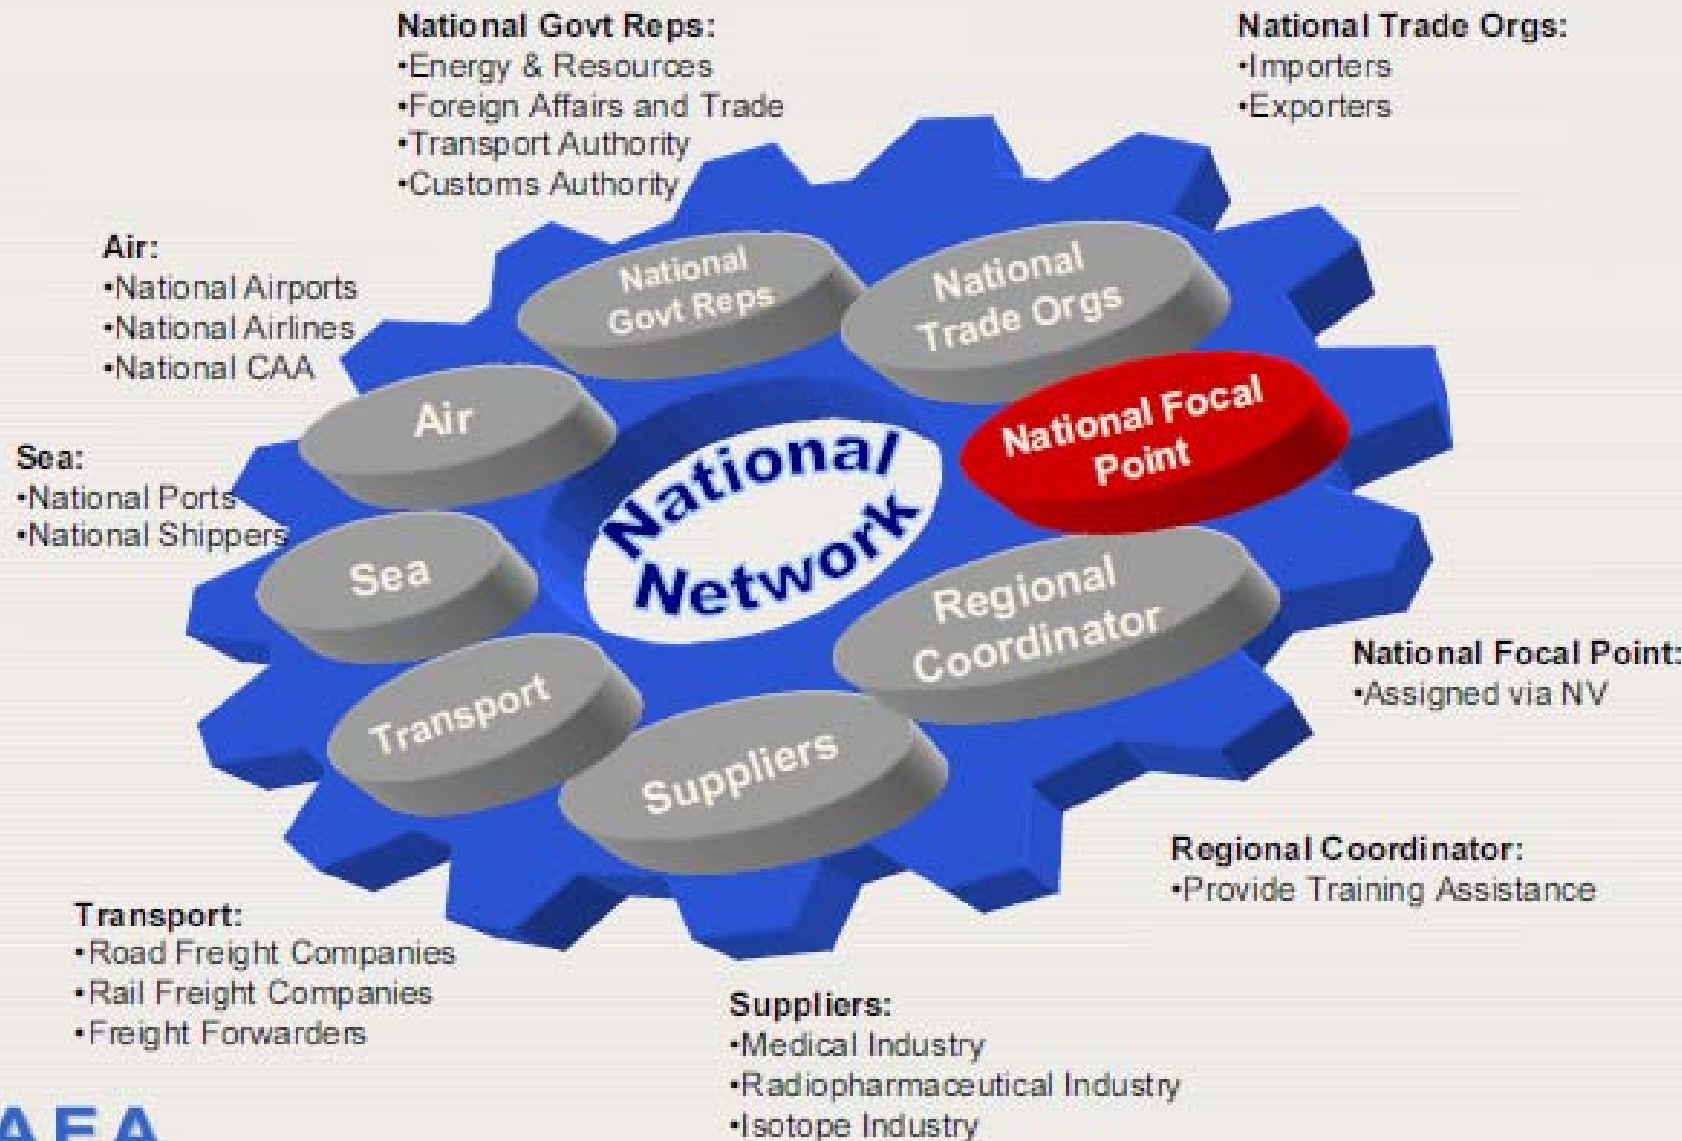 National Govt Reps:
•Energy & Resources
•Foreign Affairs and Trade
•Transport Authority
•Customs Authority
National Trade Orgs:
•Importers
•Exporters
Air:
•National Airports
•National Airlines
•National CAA
Sea:
•National Ports
•National Shippers
National
Govt Reps
National
Trade Orgs
National Focal
Point
Air
Sea
Transport
Suppliers
Regional
Coordinator
National
Network
National Focal Point:
•Assigned via NV
Regional Coordinator:
•Provide Training Assistance
Transport:
•Road Freight Companies
•Rail Freight Companies
•Freight Forwarders
Suppliers:
•Medical Industry
•Radiopharmaceutical Industry
•Isotope Industry
AEA